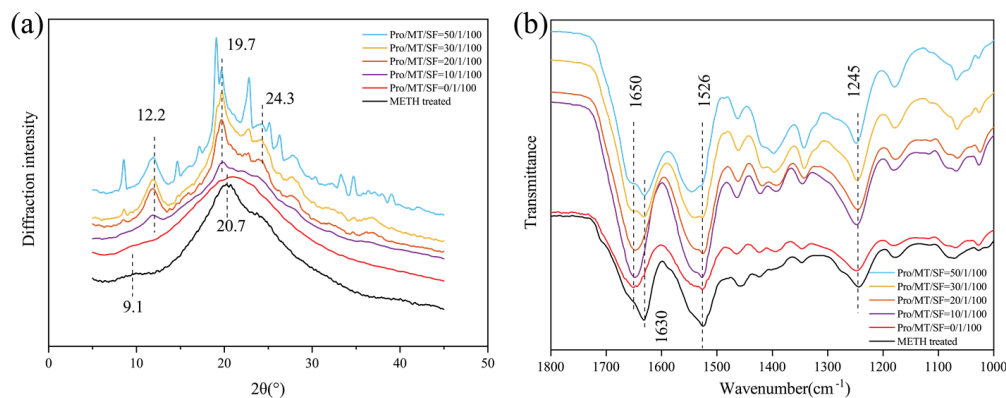 (a)
Diffraction intensity
12.2
19.7
24.3
20.7
9.1
Pro/MT/SF=50/1/100
Pro/MT/SF=30/1/100
Pro/MT/SF=20/1/100
Pro/MT/SF=10/1/100
Pro/MT/SF=0/1/100
METH treated
0 10 20 30 40 50
2θ(°)
(b)
Transmittance
1650
1526
1245
1630
Pro/MT/SF=50/1/100
Pro/MT/SF=30/1/100
Pro/MT/SF=20/1/100
Pro/MT/SF=10/1/100
Pro/MT/SF=0/1/100
METH treated
1800 1700 1600 1500 1400 1300 1200 1100 1000
Wavenumber(cm⁻¹)